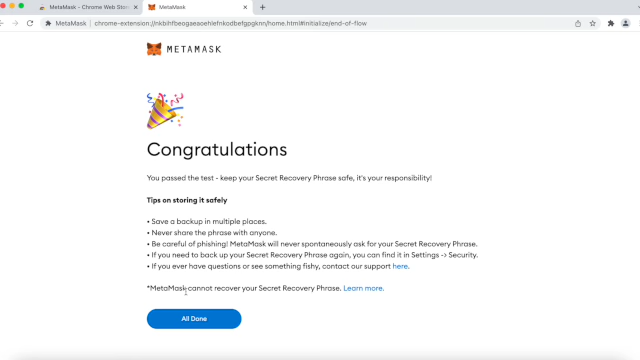 MetaMask – Chrome Web Stor
MetaMask
MetaMask
chrome-extension://nkbihfbeogaeaoehlefnkodbefgpgknn/home.html#initialize/end-of-flow
METAMASK
Congratulations
You passed the test - keep your Secret Recovery Phrase safe, it's your responsibility!
Tips on storing it safely
• Save a backup in multiple places.
• Never share the phrase with anyone.
• Be careful of phishing! MetaMask will never spontaneously ask for your Secret Recovery Phrase.
• If you need to back up your Secret Recovery Phrase again, you can find it in Settings -> Security.
• If you ever have questions or see something fishy, contact our support here.
*MetaMask cannot recover your Secret Recovery Phrase. Learn more.
All Done